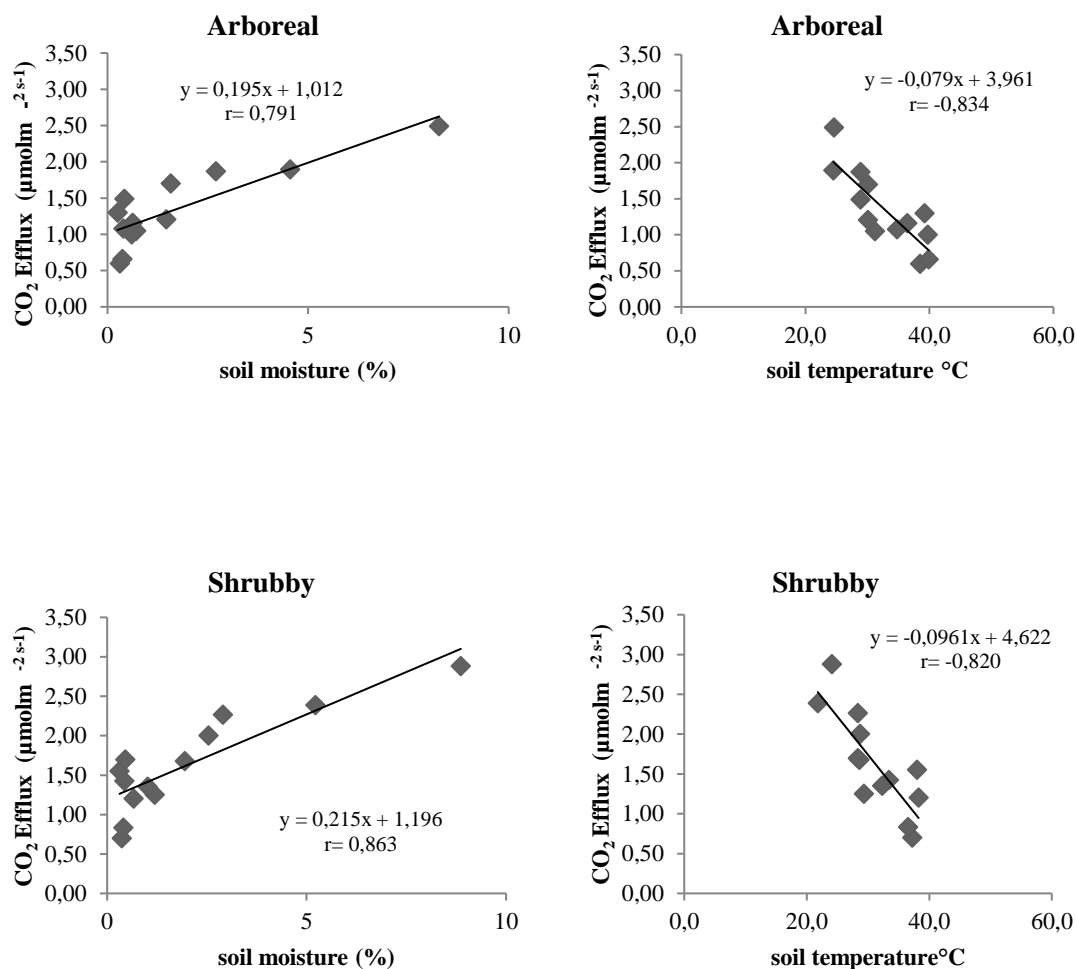 Arboreal
CO2 Efflux (µmolm -2 s-1)
3,50
3,00
2,50
2,00
1,50
1,00
0,50
0,00
y = 0,195x + 1,012
r= 0,791
0
5
10
soil moisture (%)
Arboreal
CO2 Efflux (µmolm -2 s-1)
3,50
3,00
2,50
2,00
1,50
1,00
0,50
0,00
y = -0,079x + 3,961
r= -0,834
0,0
20,0
40,0
60,0
soil temperature °C
Shrubby
CO2 Efflux (µmolm -2 s-1)
3,50
3,00
2,50
2,00
1,50
1,00
0,50
0,00
y = 0,215x + 1,196
r= 0,863
0
5
10
soil moisture (%)
Shrubby
CO2 Efflux (µmolm -2 s-1)
3,50
3,00
2,50
2,00
1,50
1,00
0,50
0,00
y = -0,0961x + 4,622
r= -0,820
0,0
20,0
40,0
60,0
soil temperature°C